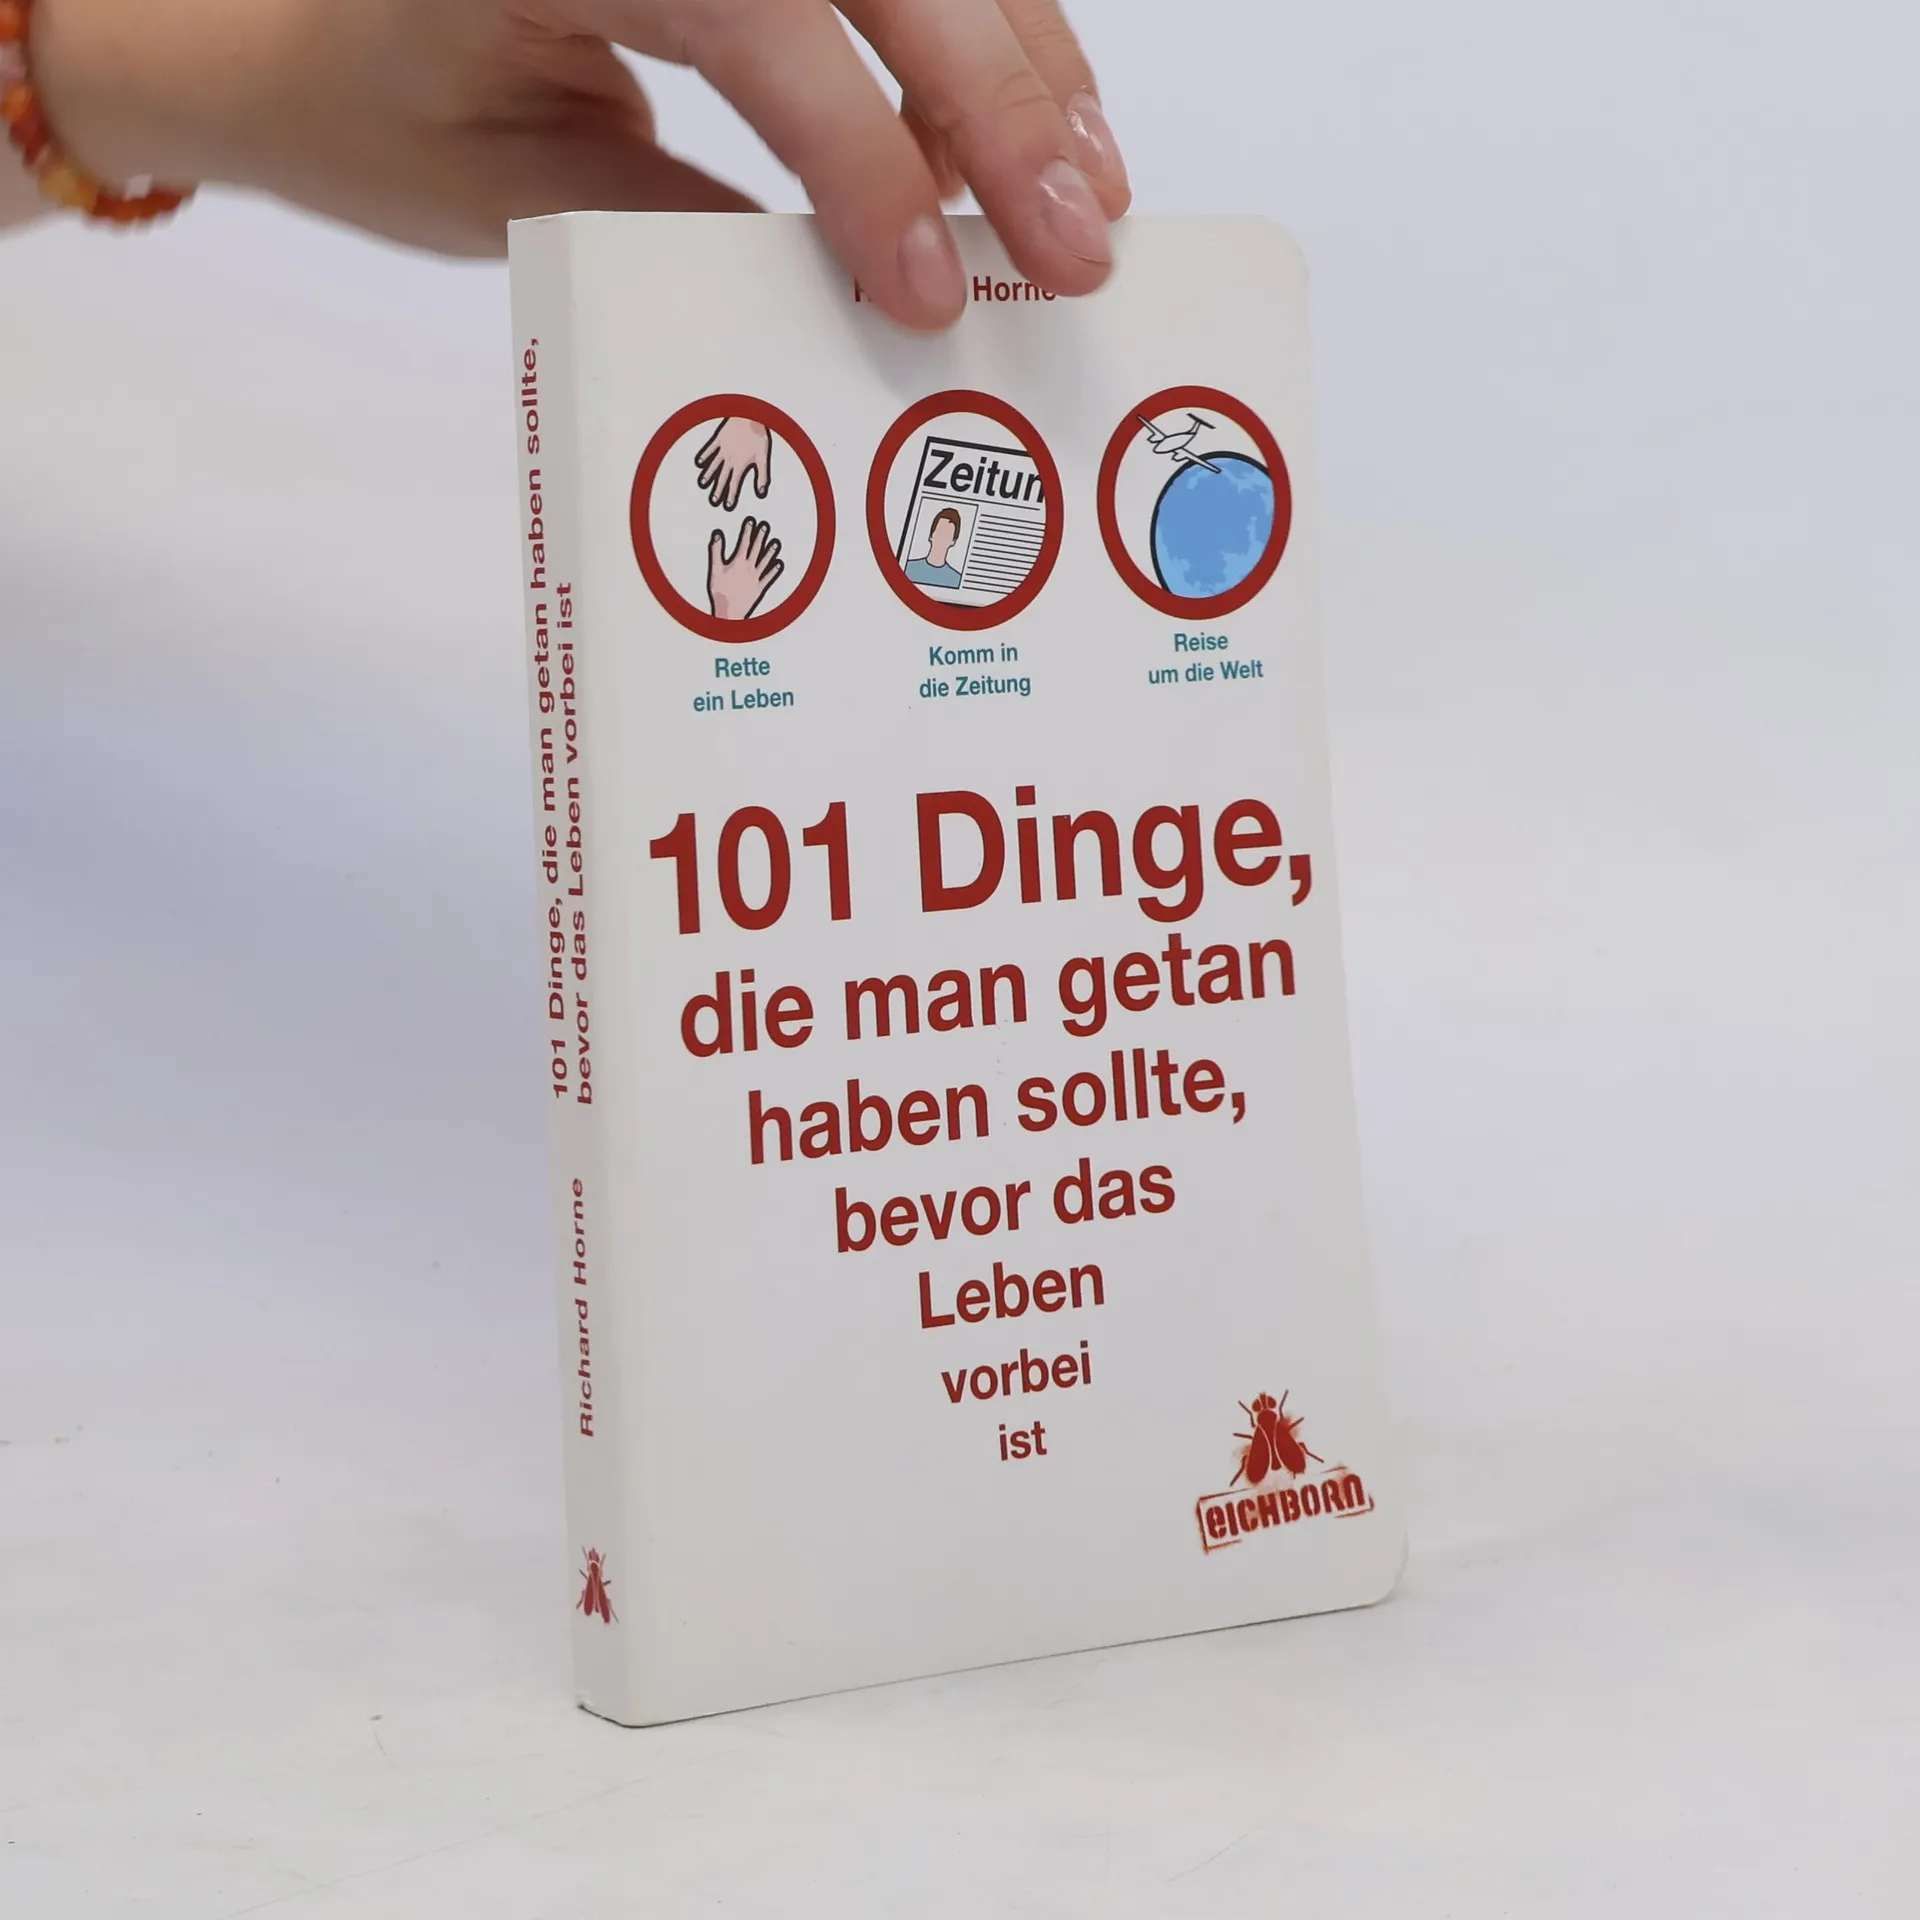 101 Dinge, die man getan haben sollte,
bevor das Leben vorbei ist
Richard Horne
Horne
Zeitun
Rette
ein Leben
Komm in
die Zeitung
Reise
um die Welt
101 Dinge,
die man getan
haben sollte,
bevor das
Leben
vorbei
ist
eICHBORn